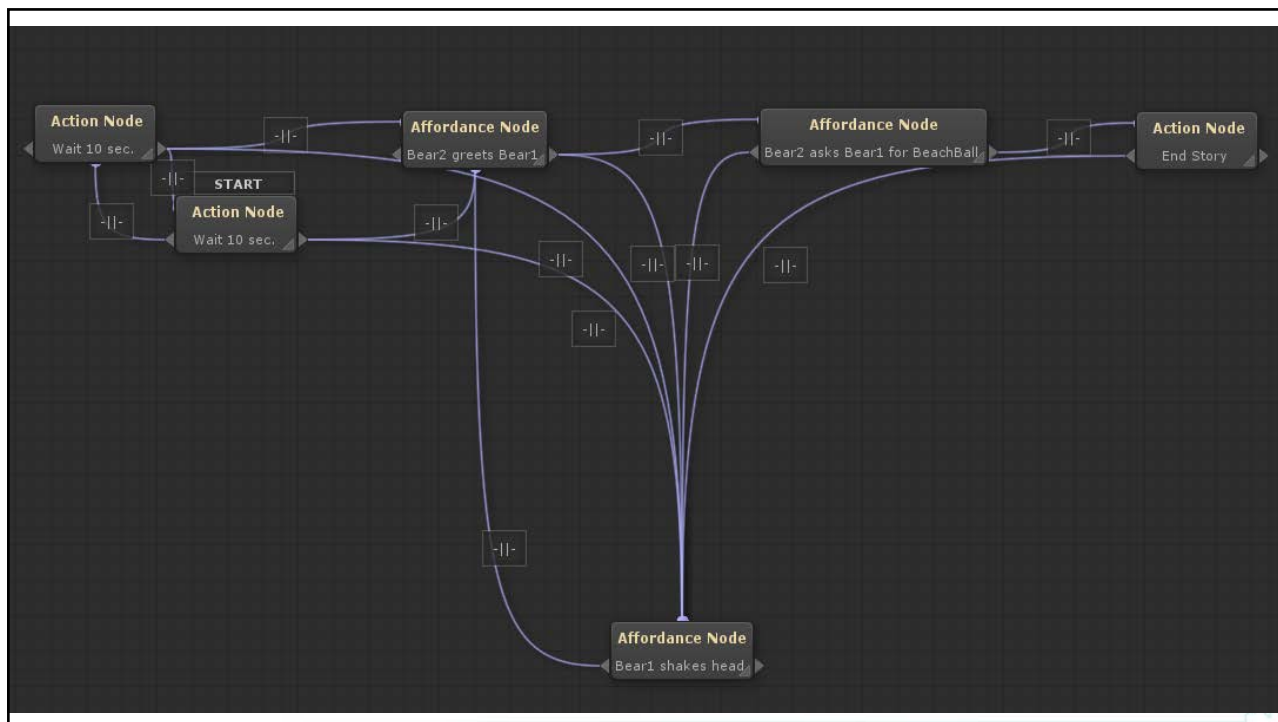 Action Node
Wait 10 sec.
-||-
Affordance Node
Bear2 greets Bear1
-||-
Affordance Node
Bear2 asks Bear1 for BeachBall
-||-
Action Node
End Story
-||-
START
Action Node
Wait 10 sec.
-||-
-||-
-||-
-||-
-||-
-||-
-||-
-||-
Affordance Node
Bear1 shakes head